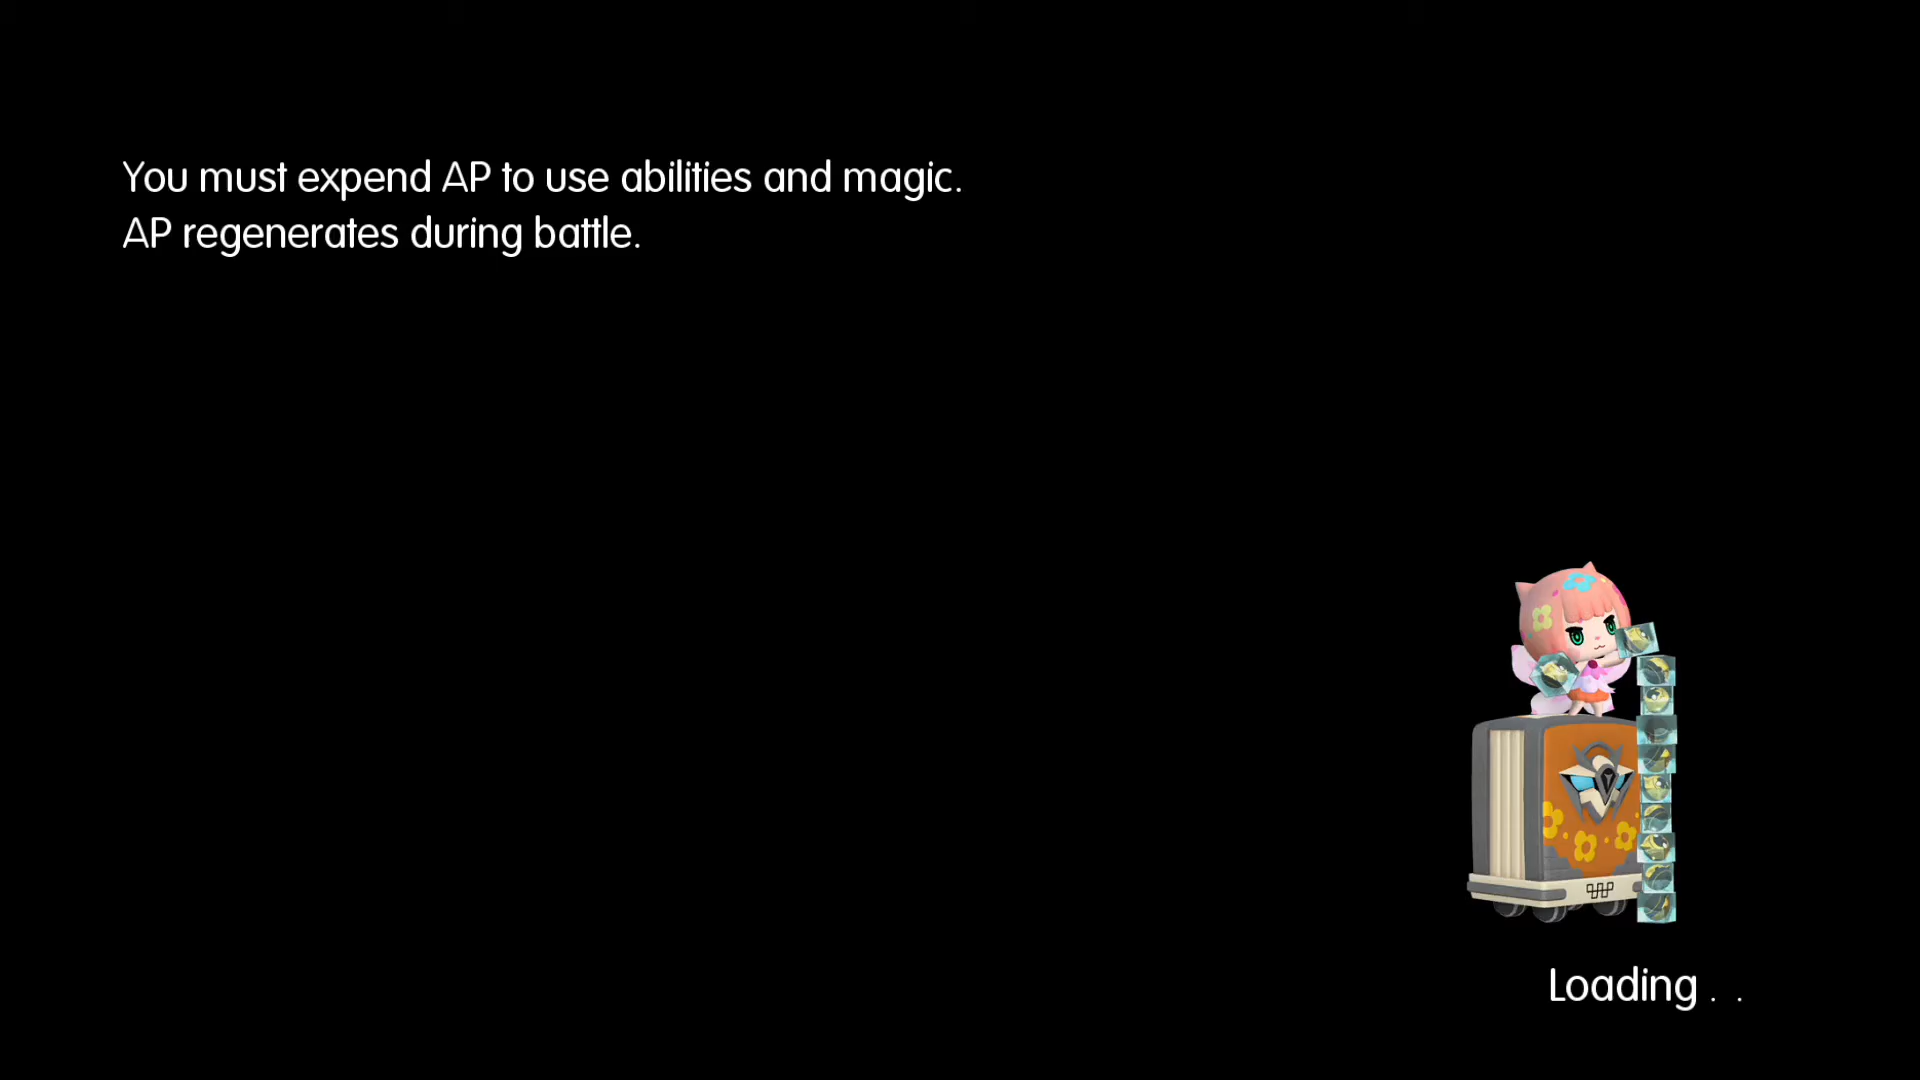 You must expend AP to use abilities and magic.
AP regenerates during battle.
Loading . .